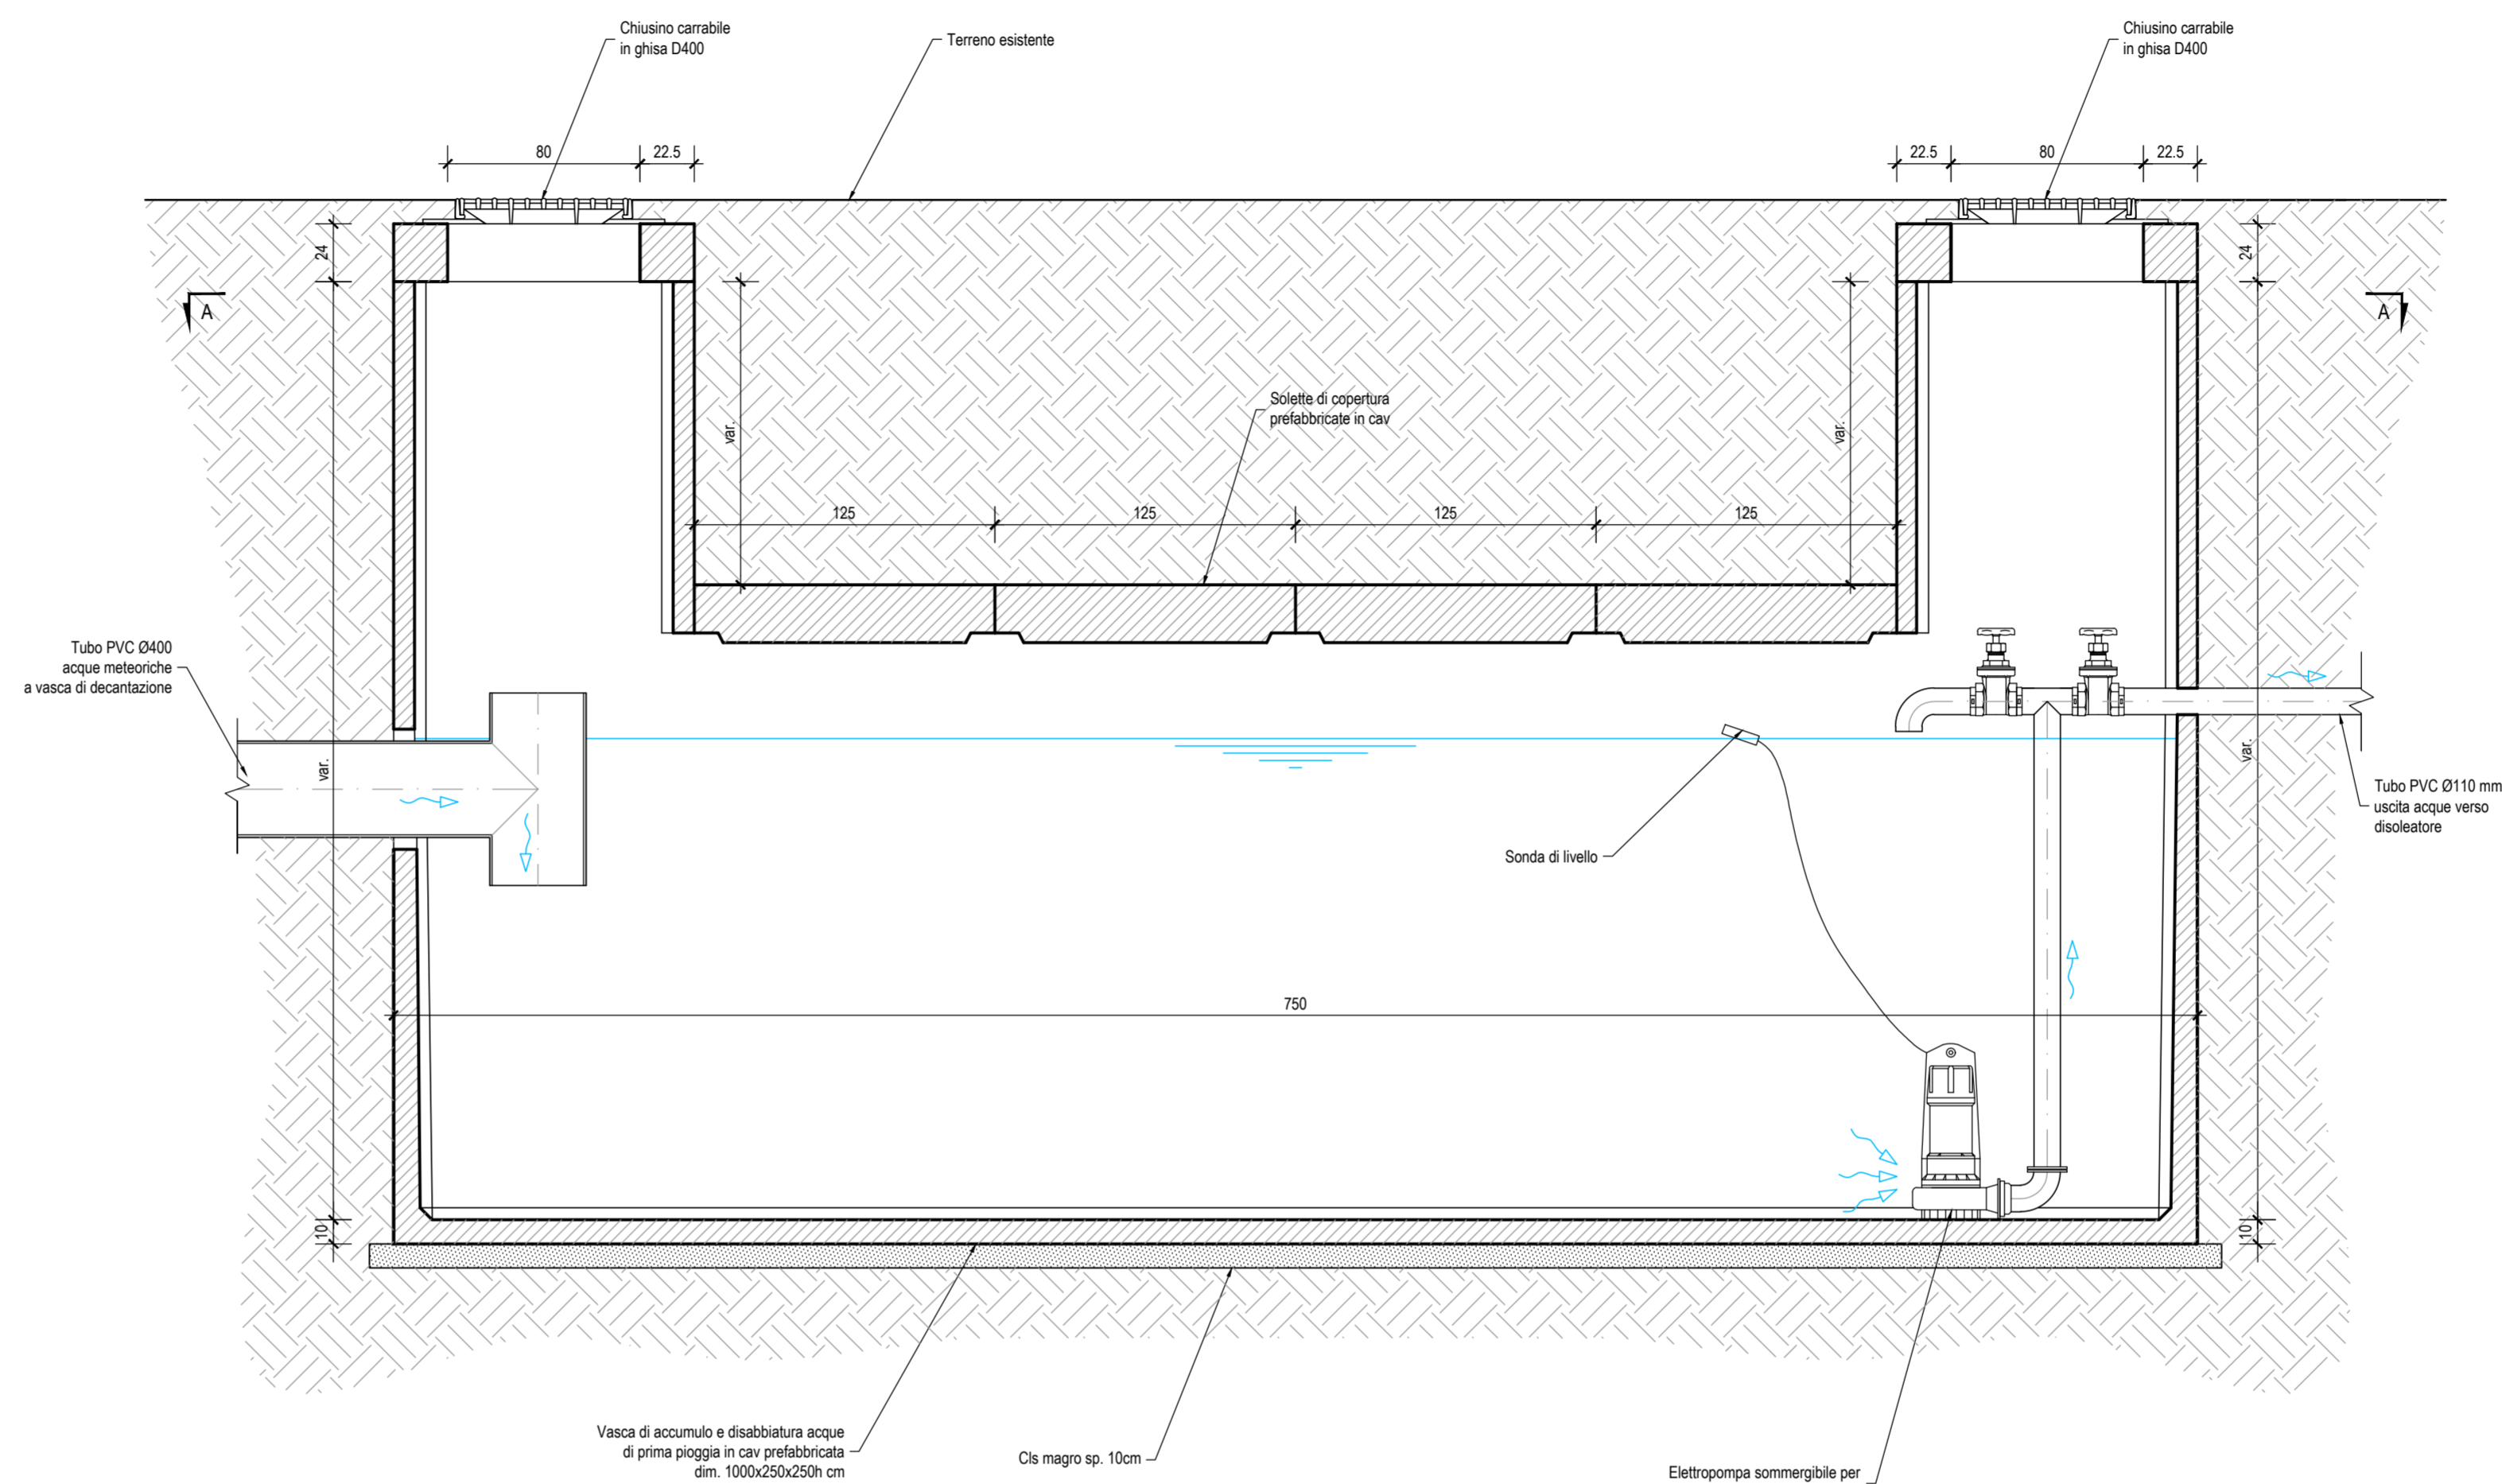 Chiusino carrabile
in ghisa D400
Terreno esistente
Chiusino carrabile
in ghisa D400
80
22.5
22.5
80
22.5
24
24
A
A
var.
var.
Solette di copertura
prefabbricate in cav
125
125
125
125
Tubo PVC Ø400
acque meteoriche
a vasca di decantazione
var.
var.
Tubo PVC Ø110 mm
uscita acque verso
disoleatore
Sonda di livello
750
10
10
Vasca di accumulo e disabbiatura acque
di prima pioggia in cav prefabbricata
dim. 1000x250x250h cm
Cls magro sp. 10cm
Elettropompa sommergibile per